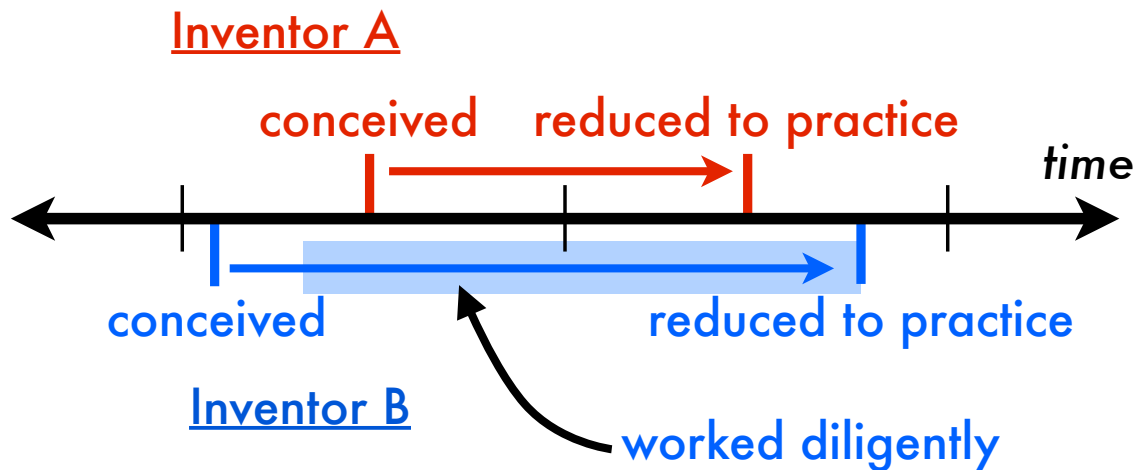 Inventor A
conceived reduced to practice
time
conceived reduced to practice
Inventor B
worked diligently